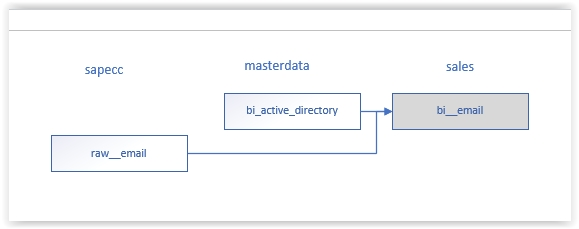 sapecc
masterdata
sales
bi_active_directory
bi__email
raw__email